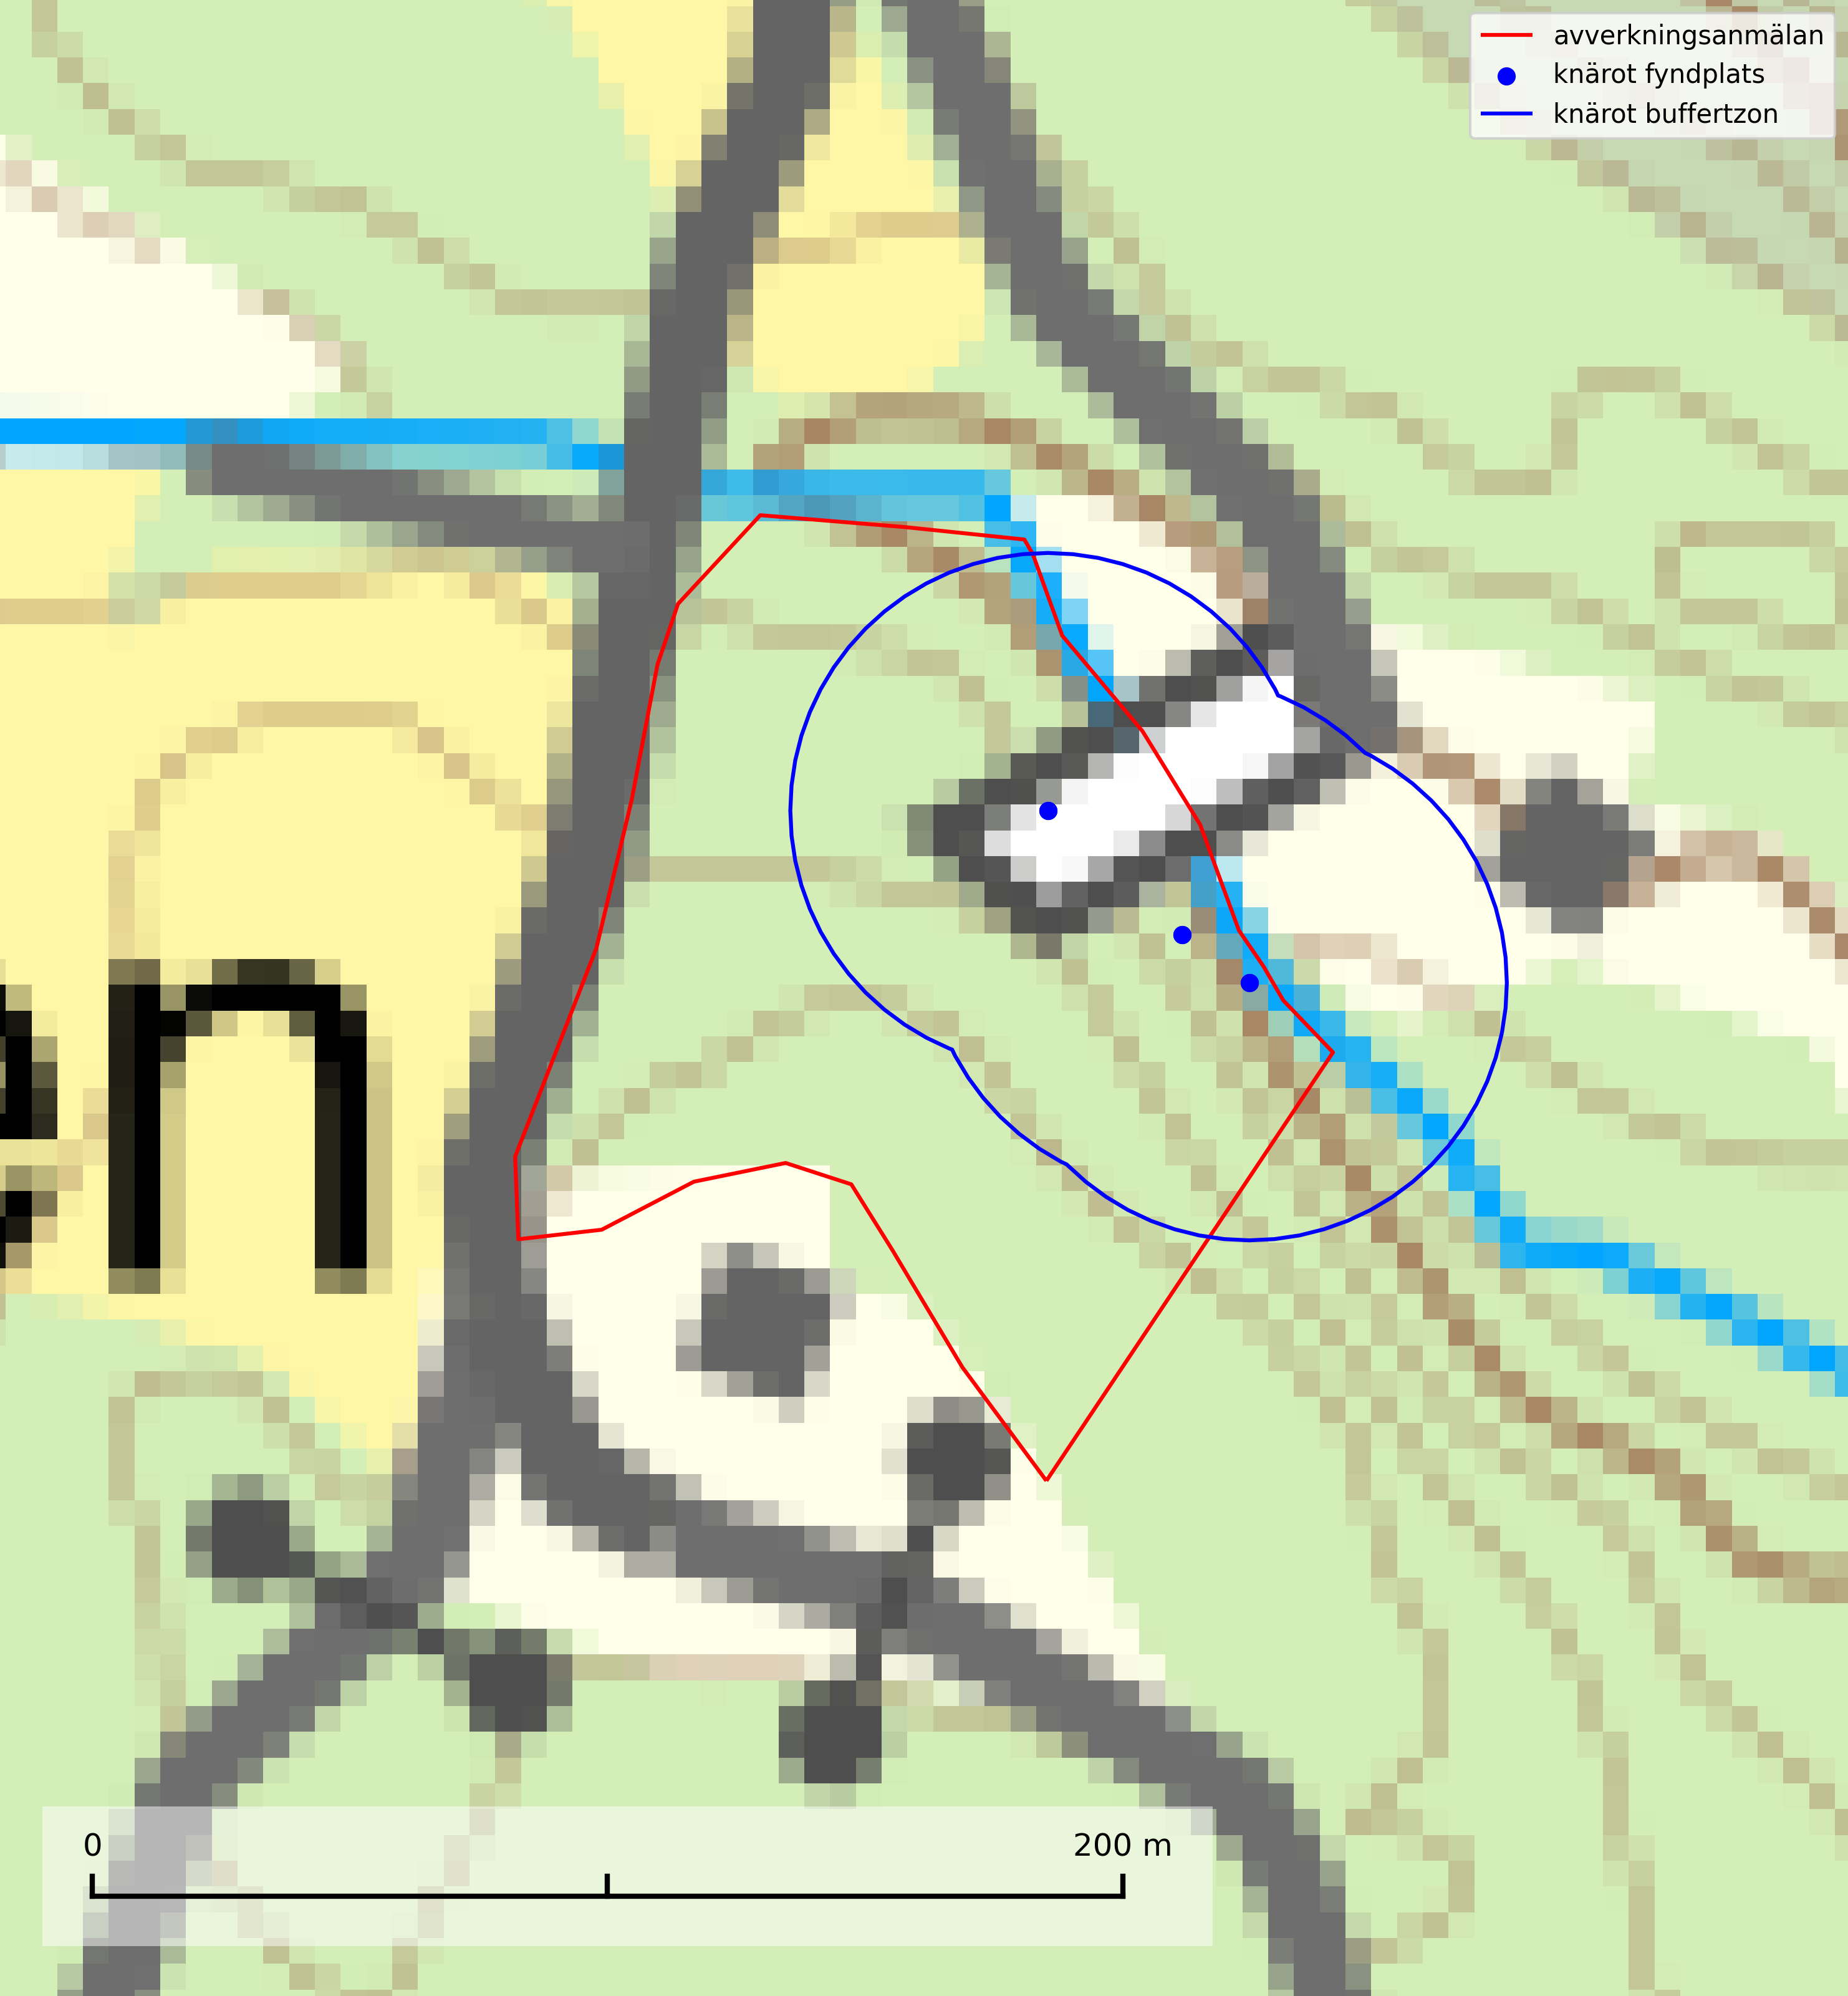 avverkningsanmälan
knärot fyndplats
knärot buffertzon
n
0 200 m